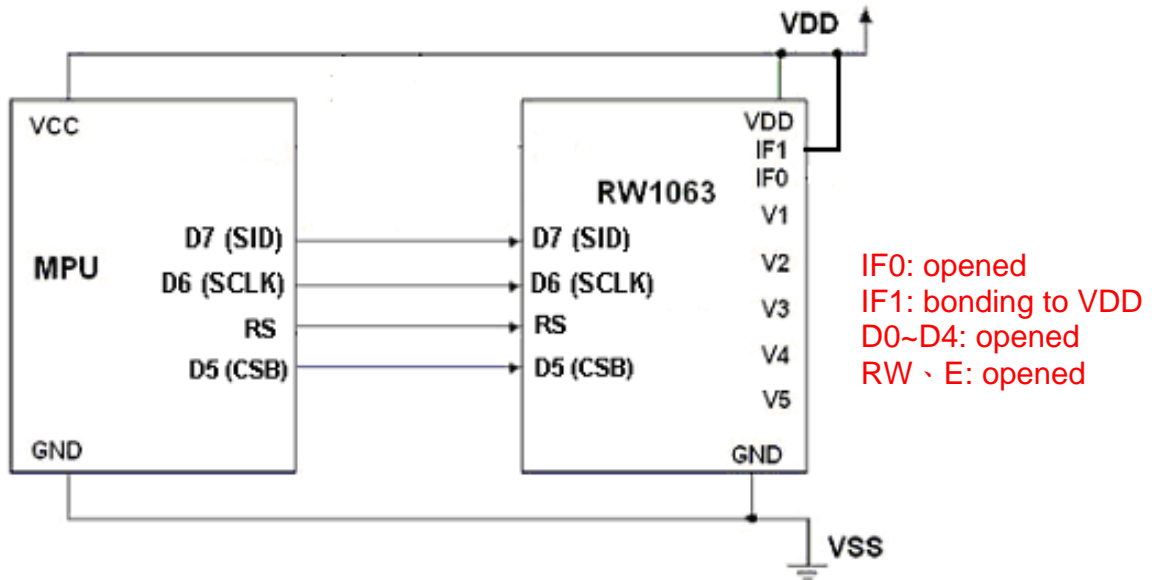 VDD
VCC
MPU
D7 (SID)
D6 (SCLK)
RS
D5 (CSB)
GND
VDD
IF1
IF0
RW1063
V1
D7 (SID)
V2
D6 (SCLK)
V3
RS
V4
D5 (CSB)
V5
GND
VSS
IF0: opened
IF1: bonding to VDD
D0~D4: opened
RW、E: opened